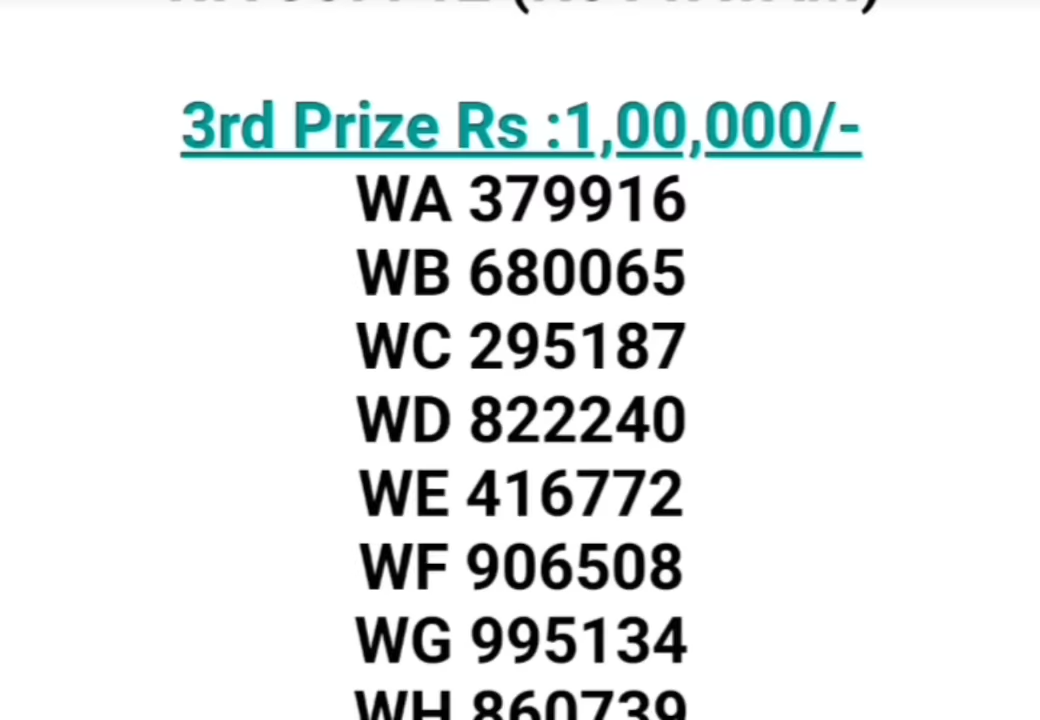 3rd Prize Rs :1,00,000/-
WA 379916
WB 680065
WC 295187
WD 822240
WE 416772
WF 906508
WG 995134
WH 860739